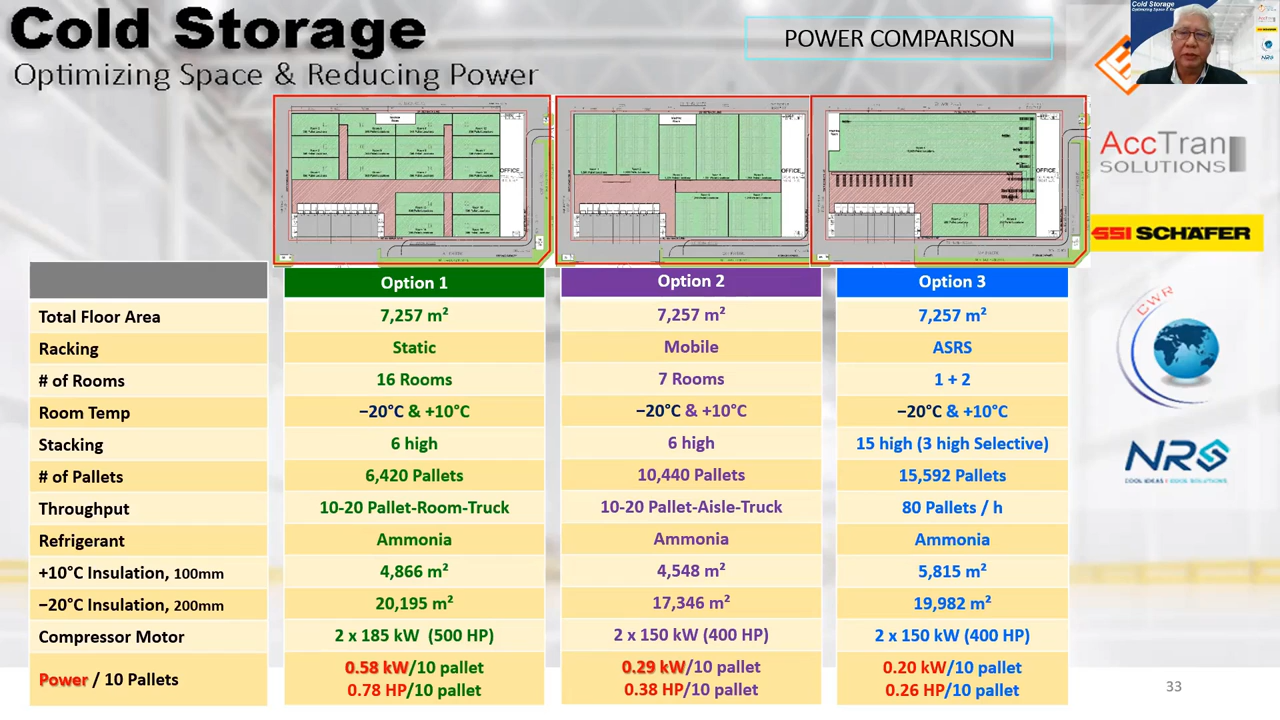 Cold Storage
Optimizing Space & Reducing Power
POWER COMPARISON
Cold Storage
AccTran
SOLUTIONS
SSI SCHÄFER
CWR
NRS
COOL IDEAS I COOL SOLUTIONS
OFFICE
OFFICE
OFFICE
Option 1 Option 2 Option 3
Total Floor Area 7,257 m² 7,257 m² 7,257 m²
Racking Static Mobile ASRS
# of Rooms 16 Rooms 7 Rooms 1 + 2
Room Temp −20°C & +10°C −20°C & +10°C −20°C & +10°C
Stacking 6 high 6 high 15 high (3 high Selective)
# of Pallets 6,420 Pallets 10,440 Pallets 15,592 Pallets
Throughput 10-20 Pallet-Room-Truck 10-20 Pallet-Aisle-Truck 80 Pallets / h
Refrigerant Ammonia Ammonia Ammonia
+10°C Insulation, 100mm 4,866 m² 4,548 m² 5,815 m²
−20°C Insulation, 200mm 20,195 m² 17,346 m² 19,982 m²
Compressor Motor 2 x 185 kW (500 HP) 2 x 150 kW (400 HP) 2 x 150 kW (400 HP)
Power / 10 Pallets 0.58 kW/10 pallet 0.29 kW/10 pallet 0.20 kW/10 pallet
0.78 HP/10 pallet 0.38 HP/10 pallet 0.26 HP/10 pallet
33